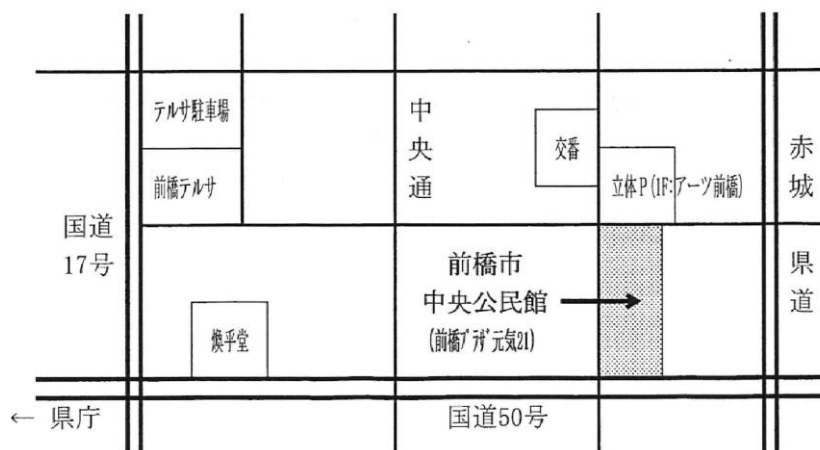 テルサ駐車場
前橋テルサ
国道
17号
煥乎堂
中央通
交番
立体P(1F:アーツ前橋)
前橋市
中央公民館
(前橋プラザ元気21)
赤城
県道
← 県庁
国道50号